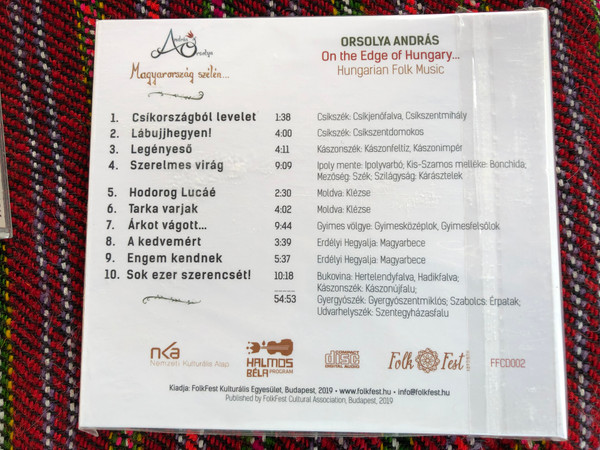 András
Orsolya
Magyarország szélén...
ORSOLYA ANDRÁS
On the Edge of Hungary...
Hungarian Folk Music
1. Csíkországból levelet 1:38 Csíkszék: Csíkjenőfalva, Csíkszentmihály
2. Lábujjhegyen! 4:00 Csíkszék: Csíkszentdomokos
3. Legényeső 4:11 Kászonszék: Kászonfeltíz, Kászonimpér
4. Szerelmes virág 9:09 Ipoly mente: Ipolyvarbó; Kis-Szamos melléke: Bonchida;
Mezőség: Szék; Szilágyság: Kárásztelek
5. Hodorog Lucáé 2:30 Moldva: Klézse
6. Tarka varjak 4:02 Moldva: Klézse
7. Árkot vágott... 9:44 Gyimes völgye: Gyimesközéplok, Gyimesfelsőlok
8. A kedvemért 3:39 Erdélyi Hegyalja: Magyarbece
9. Engem kendnek 5:37 Erdélyi Hegyalja: Magyarbece
10. Sok ezer szerencsét! 10:18 Bukovina: Hertelendyfalva, Hadikfalva;
Kászonszék: Kászonújfalu;
54:53 Gyergyószék: Gyergyószentmiklós; Szabolcs: Érpatak;
Udvarhelyszék: Szentegyházasfalu
nka
Nemzeti Kulturális Alap
HALMOS
BÉLA
PROGRAM
COMPACT
disc
DIGITAL AUDIO
Folk Fest
FFCD002
Kiadja: FolkFest Kulturális Egyesület, Budapest, 2019 • www.folkfest.hu • info@folkfest.hu
Published by FolkFest Cultural Association, Budapest, 2019